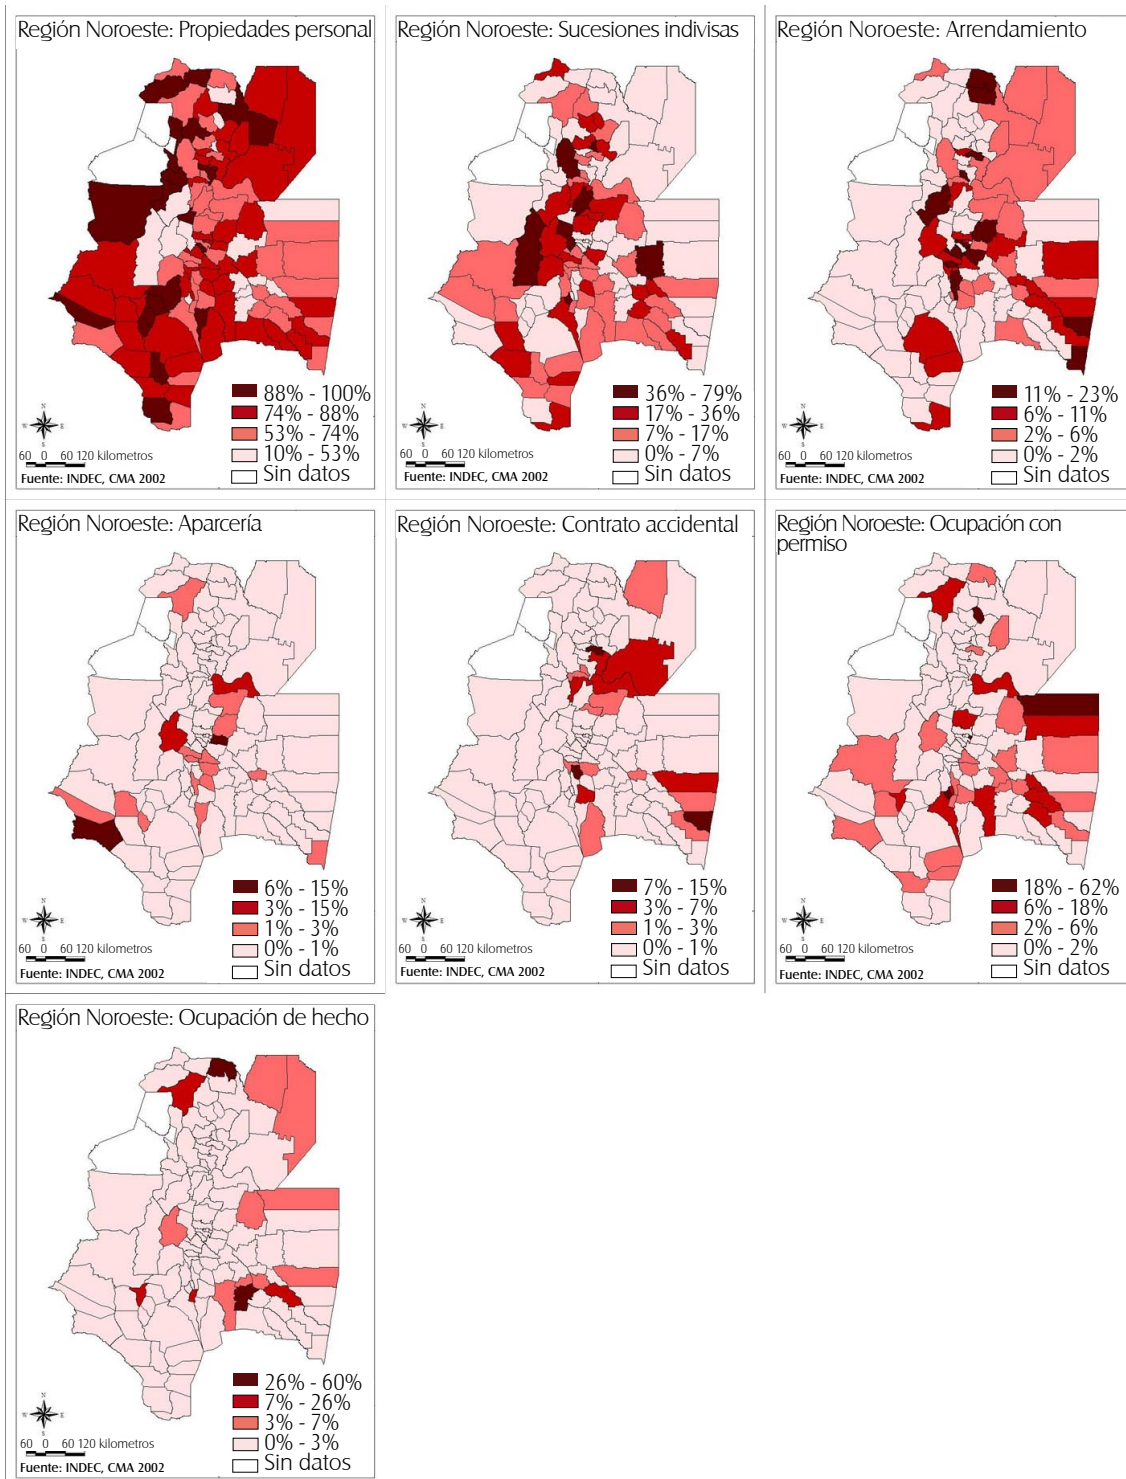 Región Noroeste: Propiedades personal
88% - 100%
74% - 88%
53% - 74%
10% - 53%
Sin datos
N
W
E
S
60 0 60 120 kilometros
Fuente: INDEC, CMA 2002
Región Noroeste: Sucesiones indivisas
36% - 79%
17% - 36%
7% - 17%
0% - 7%
Sin datos
N
W
E
S
60 0 60 120 kilometros
Fuente: INDEC, CMA 2002
Región Noroeste: Arrendamiento
11% - 23%
6% - 11%
2% - 6%
0% - 2%
Sin datos
N
W
E
S
60 0 60 120 kilometros
Fuente: INDEC, CMA 2002
Región Noroeste: Aparcería
6% - 15%
3% - 15%
1% - 3%
0% - 1%
Sin datos
N
W
E
S
60 0 60 120 kilometros
Fuente: INDEC, CMA 2002
Región Noroeste: Contrato accidental
7% - 15%
3% - 7%
1% - 3%
0% - 1%
Sin datos
N
W
E
S
60 0 60 120 kilometros
Fuente: INDEC, CMA 2002
Región Noroeste: Ocupación con
permiso
18% - 62%
6% - 18%
2% - 6%
0% - 2%
Sin datos
N
W
E
S
60 0 60 120 kilometros
Fuente: INDEC, CMA 2002
Región Noroeste: Ocupación de hecho
26% - 60%
7% - 26%
3% - 7%
0% - 3%
Sin datos
N
W
E
S
60 0 60 120 kilometros
Fuente: INDEC, CMA 2002